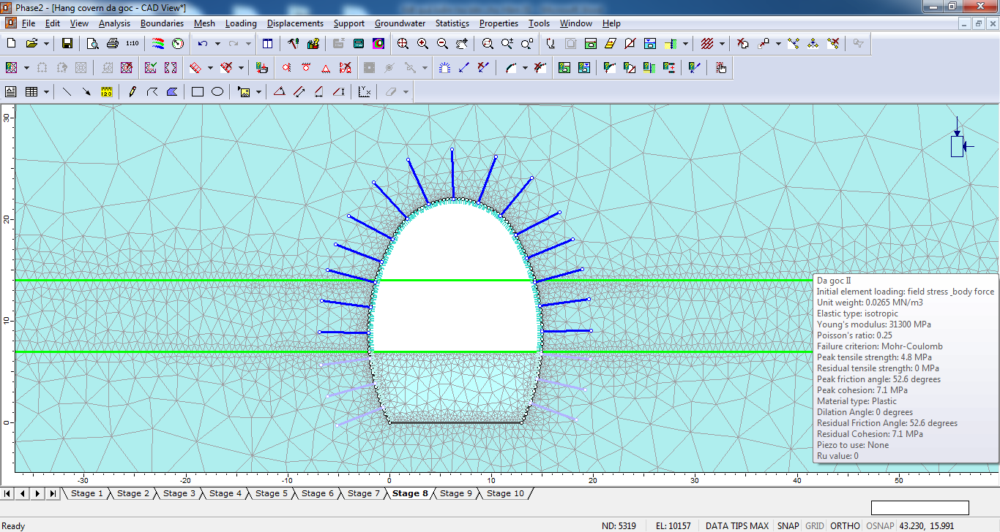 Phase2 - [Hang covern da goc - CAD View*]
File Edit View Analysis Boundaries Mesh Loading Displacements Support Groundwater Statistics Properties Tools Window Help
1:10
123
30
20
10
0
Da goc II
Initial element loading: field stress _body force
Unit weight: 0.0265 MN/m3
Elastic type: isotropic
Young's modulus: 31300 MPa
Poisson's ratio: 0.25
Failure criterion: Mohr-Coulomb
Peak tensile strength: 4.8 MPa
Residual tensile strength: 0 MPa
Peak friction angle: 52.6 degrees
Peak cohesion: 7.1 MPa
Material type: Plastic
Dilation Angle: 0 degrees
Residual Friction Angle: 52.6 degrees
Residual Cohesion: 7.1 MPa
Piezo to use: None
Ru value: 0
-30 -20 -10 0 10 20 30 40 50
Stage 1 Stage 2 Stage 3 Stage 4 Stage 5 Stage 6 Stage 7 Stage 8 Stage 9 Stage 10
Ready ND: 5319 EL: 10157 DATA TIPS MAX SNAP GRID ORTHO OSNAP 43.230, 15.991